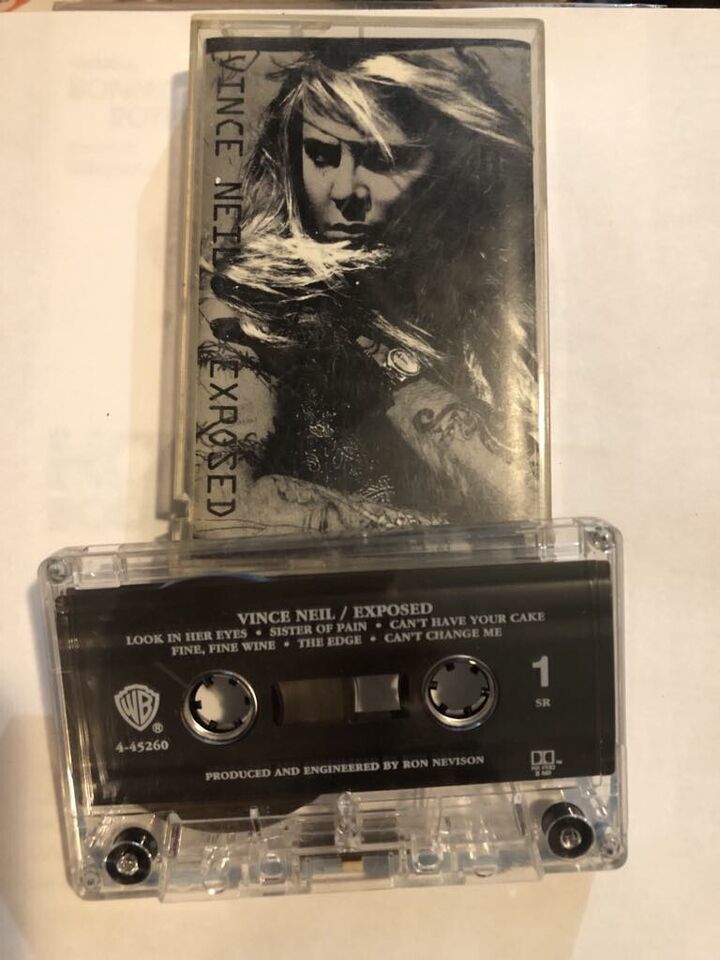 VINCE NEIL EXPOSED
VINCE NEIL / EXPOSED
LOOK IN HER EYES • SISTER OF PAIN • CAN'T HAVE YOUR CAKE
FINE, FINE WINE • THE EDGE • CAN'T CHANGE ME
1
SR
WB
®
4-45260
PRODUCED AND ENGINEERED BY RON NEVISON